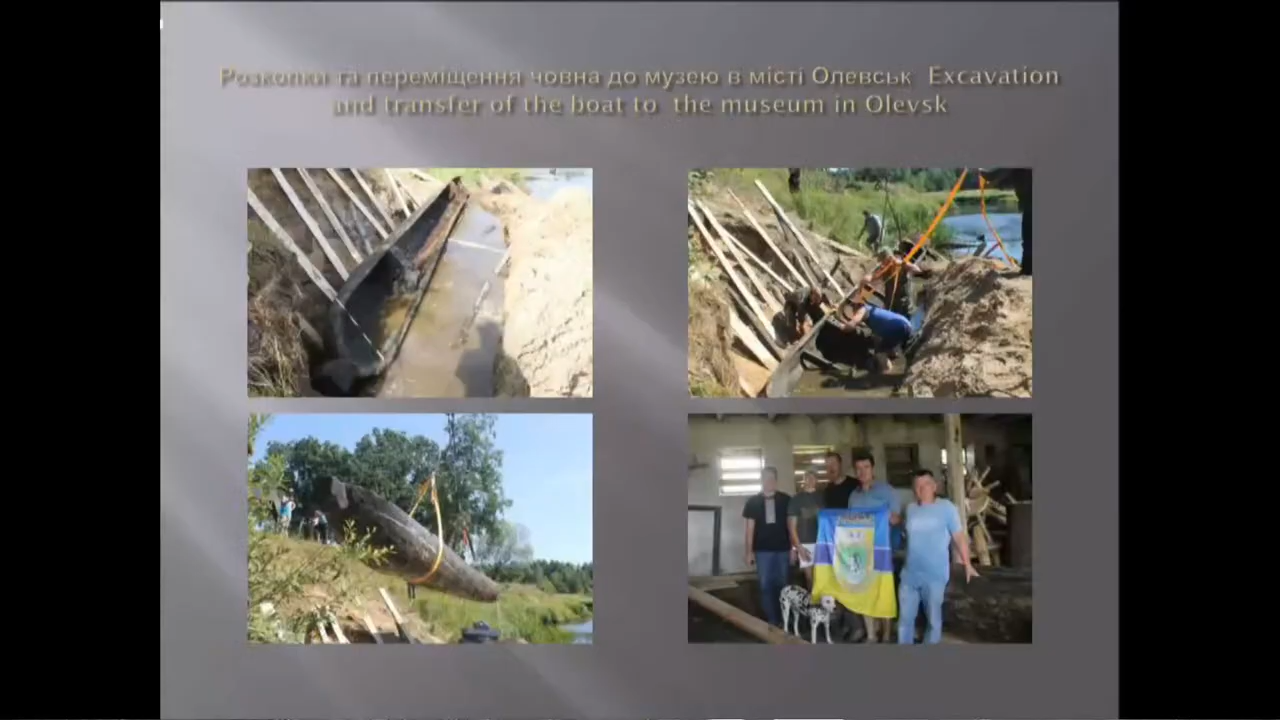 Розкопки та переміщення човна до музею в місті Олевськ Excavation
and transfer of the boat to the museum in Olevsk